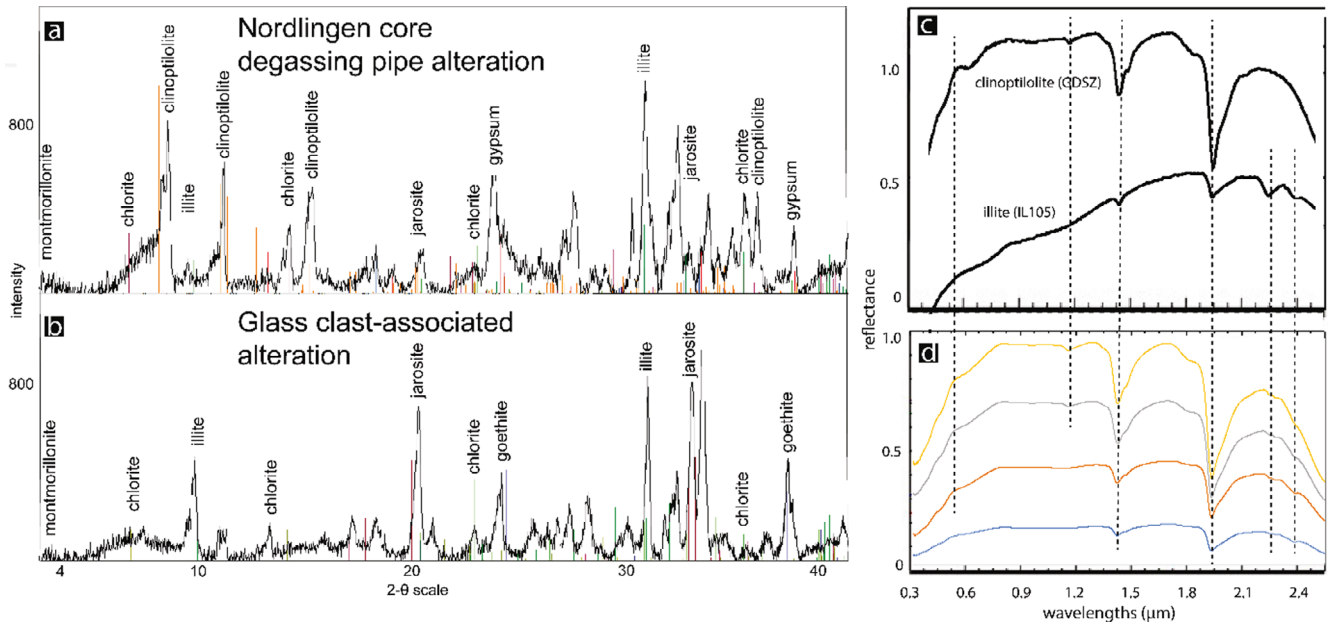 a
Nordlingen core
degassing pipe alteration
800
intensity
montmorillonite
chlorite
clinoptilolite
illite
clinoptilolite
chlorite
clinoptilolite
jarosite
chlorite
gypsum
illite
jarosite
chlorite
clinoptilolite
gypsum
b
Glass clast-associated
alteration
800
montmorillonite
chlorite
illite
chlorite
jarosite
chlorite
goethite
illite
jarosite
chlorite
goethite
4
10
20
30
40
2-θ scale
c
1.0
clinoptilolite (GDSZ)
0.5
illite (IL105)
0
reflectance
d
1.0
0.5
0
0.3
0.6
0.9
1.2
1.5
1.8
2,1
2,4
wavelengths (μm)